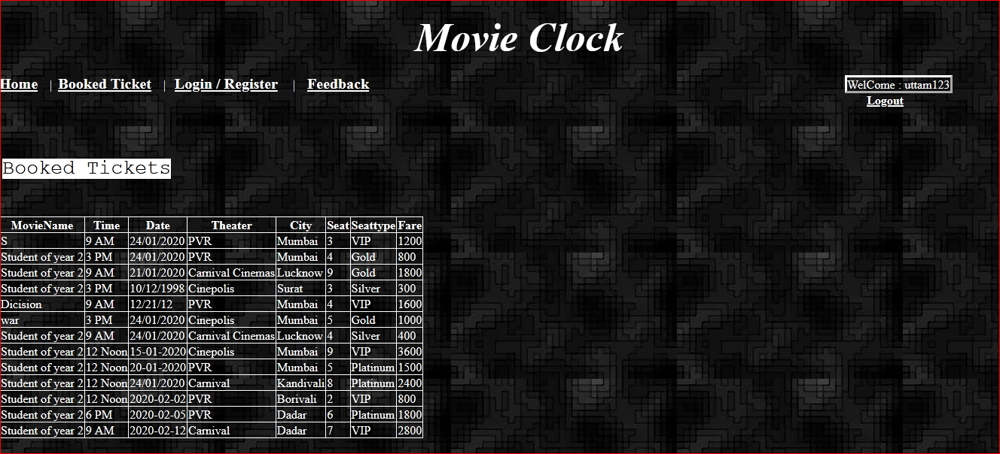 Movie Clock
Home | Booked Ticket | Login / Register | Feedback
WelCome : uttam123
Logout
Booked Tickets
MovieName Time Date Theater City Seat Seattype Fare
S 9 AM 24/01/2020 PVR Mumbai 3 VIP 1200
Student of year 2 3 PM 24/01/2020 PVR Mumbai 4 Gold 800
Student of year 2 9 AM 21/01/2020 Carnival Cinemas Lucknow 9 Gold 1800
Student of year 2 3 PM 10/12/1998 Cinepolis Surat 3 Silver 300
Dicision 9 AM 12/21/12 PVR Mumbai 4 VIP 1600
war 3 PM 24/01/2020 Cinepolis Mumbai 5 Gold 1000
Student of year 2 9 AM 24/01/2020 Carnival Cinemas Lucknow 4 Silver 400
Student of year 2 12 Noon 15-01-2020 Cinepolis Mumbai 9 VIP 3600
Student of year 2 12 Noon 20-01-2020 PVR Mumbai 5 Platinum 1500
Student of year 2 12 Noon 24/01/2020 Carnival Kandivali 8 Platinum 2400
Student of year 2 12 Noon 2020-02-02 PVR Borivali 2 VIP 800
Student of year 2 6 PM 2020-02-05 PVR Dadar 6 Platinum 1800
Student of year 2 9 AM 2020-02-12 Carnival Dadar 7 VIP 2800